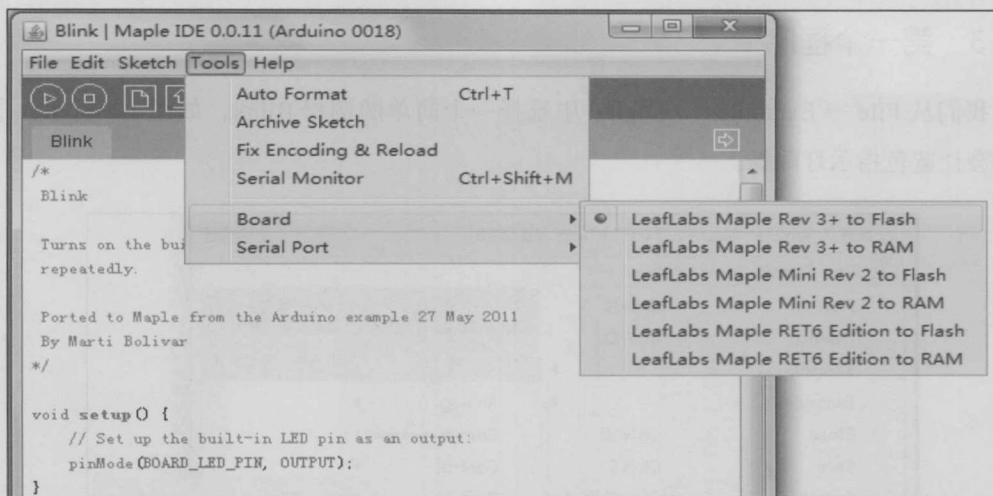 Blink | Maple IDE 0.0.11 (Arduino 0018)
File Edit Sketch Tools Help
Auto Format Ctrl+T
Archive Sketch
Fix Encoding & Reload
Serial Monitor Ctrl+Shift+M
Board
Serial Port
LeafLabs Maple Rev 3+ to Flash
LeafLabs Maple Rev 3+ to RAM
LeafLabs Maple Mini Rev 2 to Flash
LeafLabs Maple Mini Rev 2 to RAM
LeafLabs Maple RET6 Edition to Flash
LeafLabs Maple RET6 Edition to RAM
Blink
/*
Blink
Turns on the bui
repeatedly.
Ported to Maple from the Arduino example 27 May 2011
By Marti Bolivar
*/
void setup() {
// Set up the built-in LED pin as an output:
pinMode(BOARD_LED_PIN, OUTPUT);
}